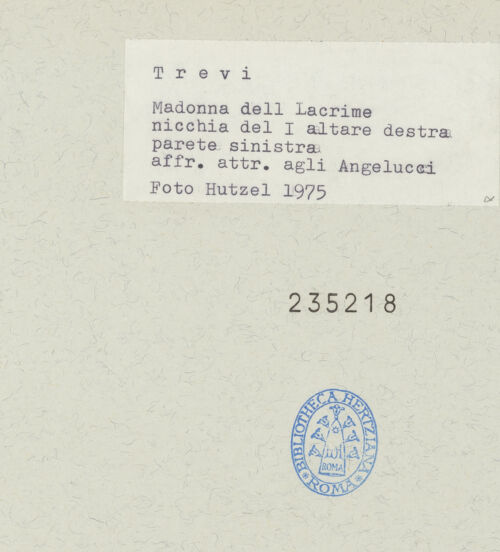 T r e v i
Madonna dell Lacrime
nicchia del I altare destra
parete sinistra
affr. attr. agli Angelucci
Foto Hutzel 1975
235218
BIBLIOTHECA HERTZIANA
ROMA
* ROMA *